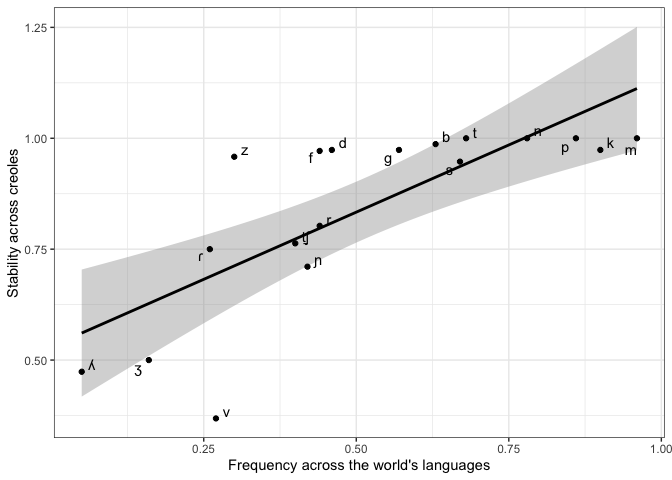 1.25
1.00
0.75
0.50
Stability across creoles
z
f
d
g
b
t
s
n
p
k
m
ɾ
r
ʧ
ɲ
ʎ
ʒ
v
0.25
0.50
0.75
1.00
Frequency across the world's languages